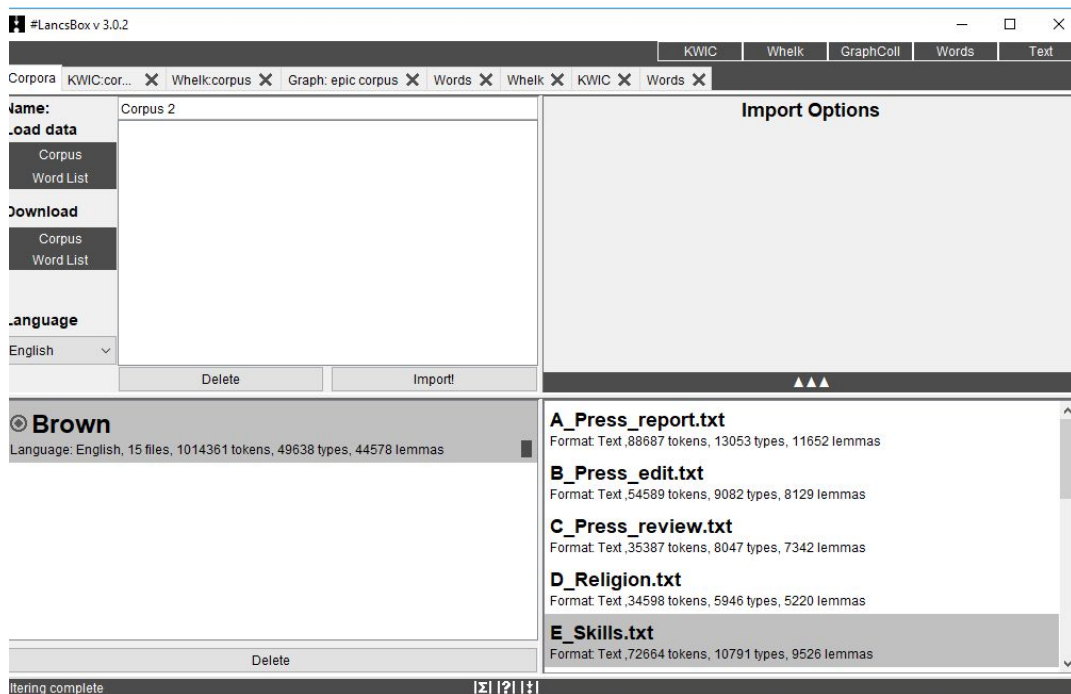 #LancsBox v 3.0.2
KWIC Whelk GraphColl Words Text
Corpora KWIC:cor... Whelk:corpus Graph: epic corpus Words Whelk KWIC Words
Name: Corpus 2
Load data
Corpus
Word List
Download
Corpus
Word List
Language
English
Delete Import!
Import Options
▲▲▲
Brown
Language: English, 15 files, 1014361 tokens, 49638 types, 44578 lemmas
Delete
A_Press_report.txt
Format: Text ,88687 tokens, 13053 types, 11652 lemmas
B_Press_edit.txt
Format: Text ,54589 tokens, 9082 types, 8129 lemmas
C_Press_review.txt
Format: Text ,35387 tokens, 8047 types, 7342 lemmas
D_Religion.txt
Format: Text ,34598 tokens, 5946 types, 5220 lemmas
E_Skills.txt
Format: Text ,72664 tokens, 10791 types, 9526 lemmas
ltering complete |Σ| |?| |‡|